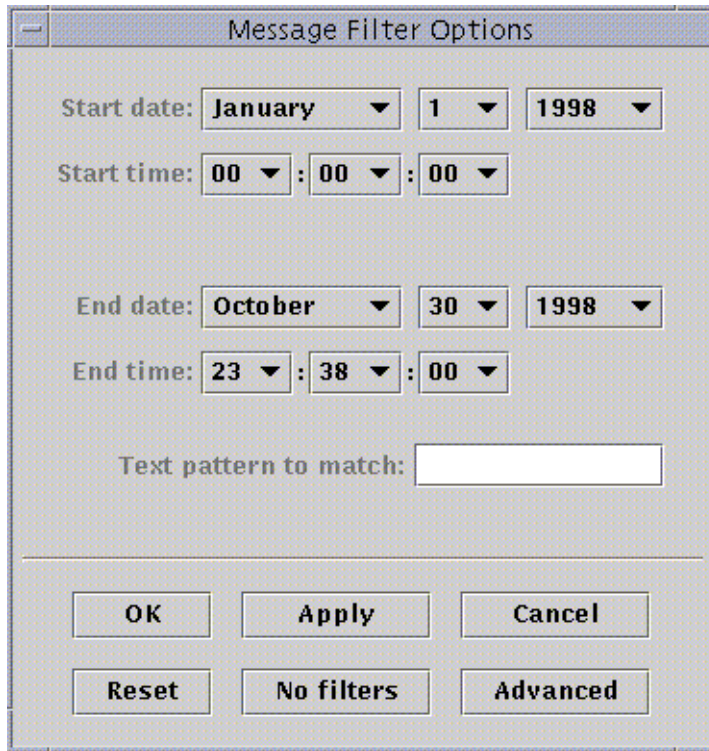 Message Filter Options
Start date: January 1 1998
Start time: 00 : 00 : 00
End date: October 30 1998
End time: 23 : 38 : 00
Text pattern to match:
OK Apply Cancel
Reset No filters Advanced